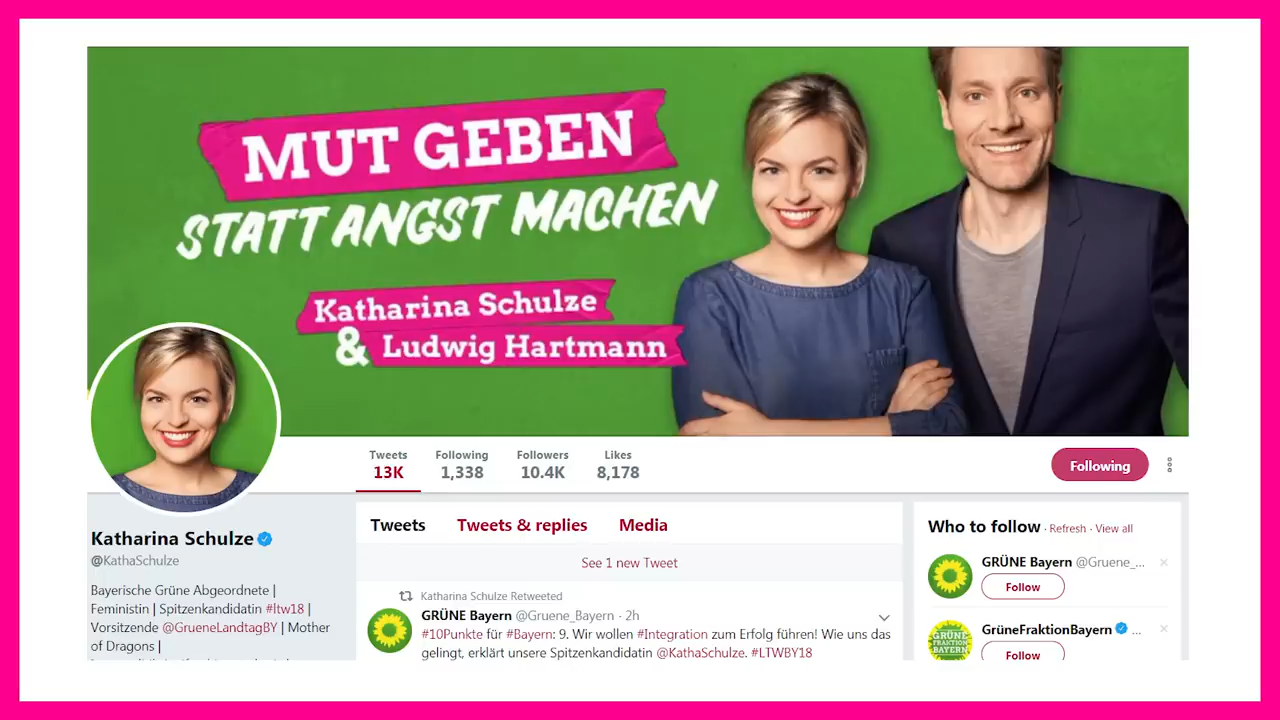 MUT GEBEN
STATT ANGST MACHEN
Katharina Schulze
& Ludwig Hartmann
Tweets Following Followers Likes
13K 1,338 10.4K 8,178
Following
Katharina Schulze
@KathaSchulze
Bayerische Grüne Abgeordnete |
Feministin | Spitzenkandidatin #ltw18 |
Vorsitzende @GrueneLandtagBY | Mother
of Dragons |
Tweets Tweets & replies Media
See 1 new Tweet
Katharina Schulze Retweeted
GRÜNE Bayern @Gruene_Bayern · 2h
#10Punkte für #Bayern: 9. Wir wollen #Integration zum Erfolg führen! Wie uns das
gelingt, erklärt unsere Spitzenkandidatin @KathaSchulze. #LTWBY18
Who to follow · Refresh · View all
GRÜNE Bayern @Gruene_...
Follow
GrüneFraktionBayern ...
GRÜNE
FRAKTION
BAYERN
Follow